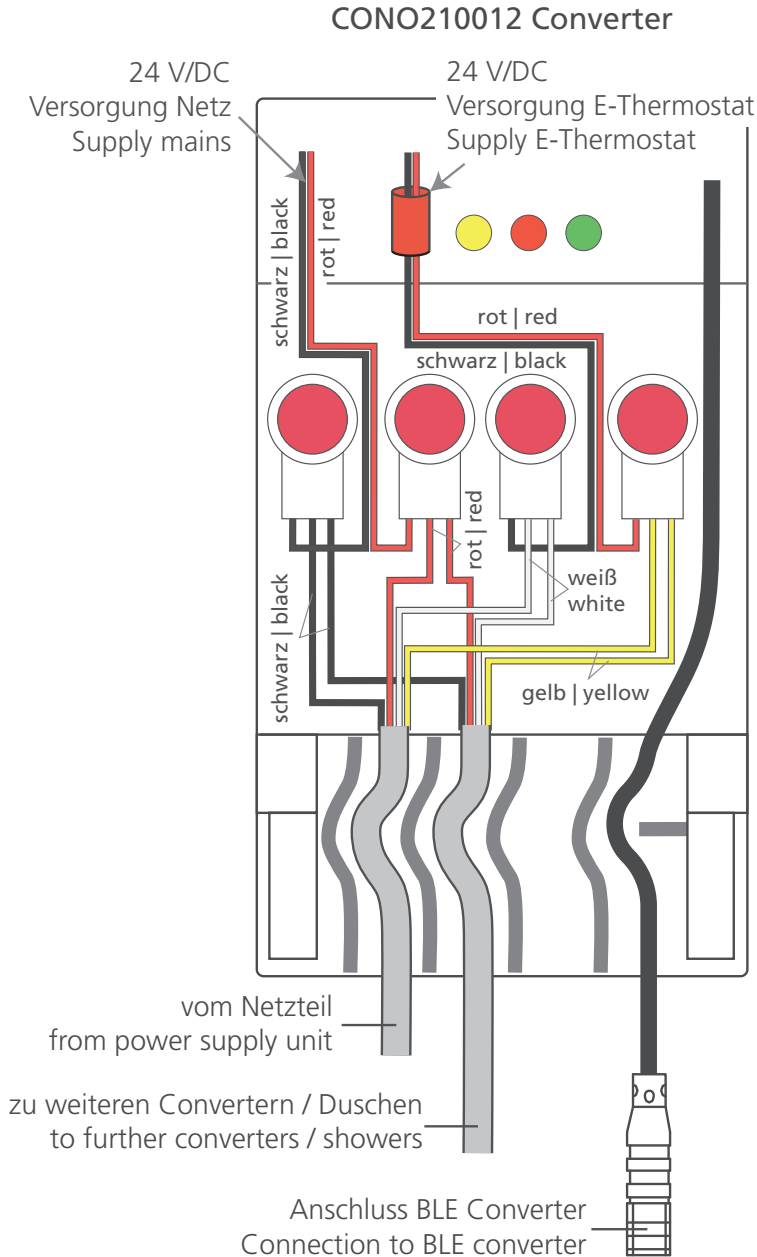 CONO210012 Converter
24 V/DC
Versorgung Netz
Supply mains
24 V/DC
Versorgung E-Thermostat
Supply E-Thermostat
schwarz | black
rot | red
rot | red
schwarz | black
rot | red
weiß
white
schwarz | black
gelb | yellow
vom Netzteil
from power supply unit
zu weiteren Convertern / Duschen
to further converters / showers
Anschluss BLE Converter
Connection to BLE converter